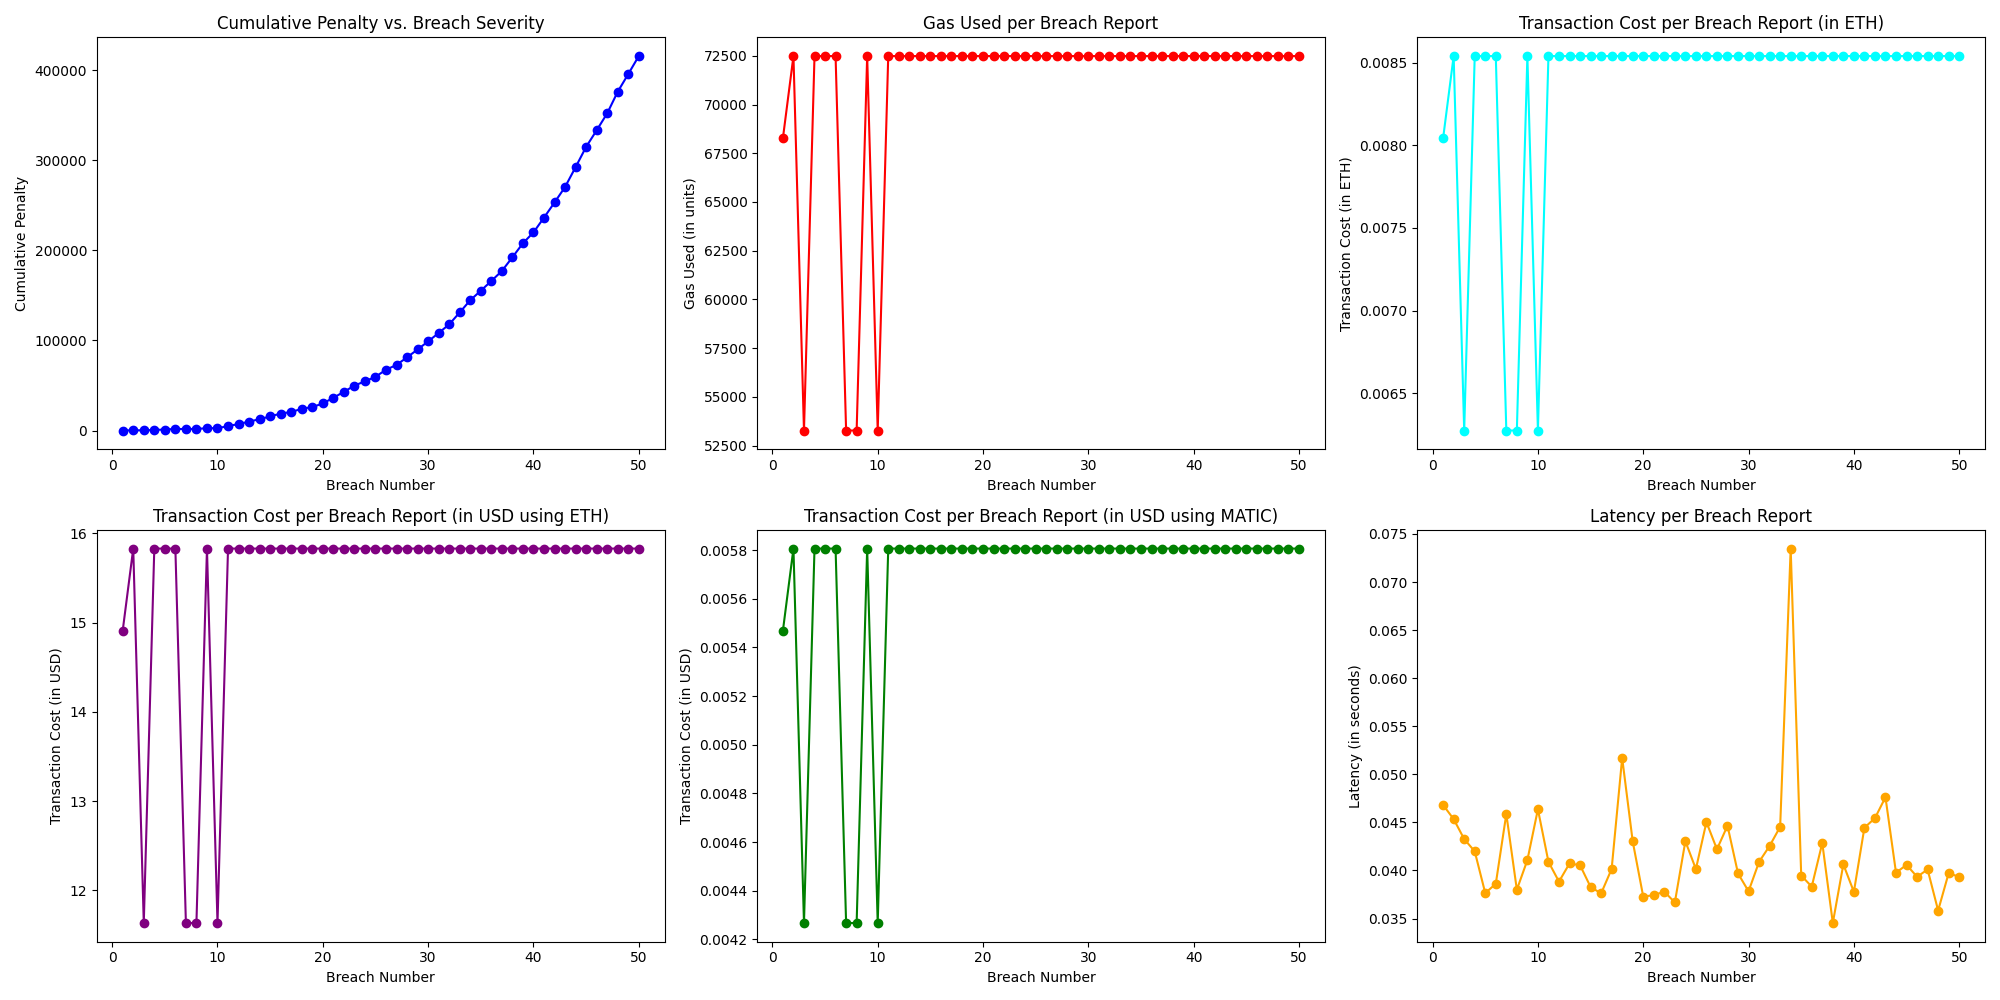 Cumulative Penalty vs. Breach Severity
Cumulative Penalty
400000
300000
200000
100000
0
0 10 20 30 40 50
Breach Number
Gas Used per Breach Report
Gas Used (in units)
72500
70000
67500
65000
62500
60000
57500
55000
52500
0 10 20 30 40 50
Breach Number
Transaction Cost per Breach Report (in ETH)
Transaction Cost (in ETH)
0.0085
0.0080
0.0075
0.0070
0.0065
0 10 20 30 40 50
Breach Number
Transaction Cost per Breach Report (in USD using ETH)
Transaction Cost (in USD)
16
15
14
13
12
0 10 20 30 40 50
Breach Number
Transaction Cost per Breach Report (in USD using MATIC)
Transaction Cost (in USD)
0.0058
0.0056
0.0054
0.0052
0.0050
0.0048
0.0046
0.0044
0.0042
0 10 20 30 40 50
Breach Number
Latency per Breach Report
Latency (in seconds)
0.075
0.070
0.065
0.060
0.055
0.050
0.045
0.040
0.035
0 10 20 30 40 50
Breach Number